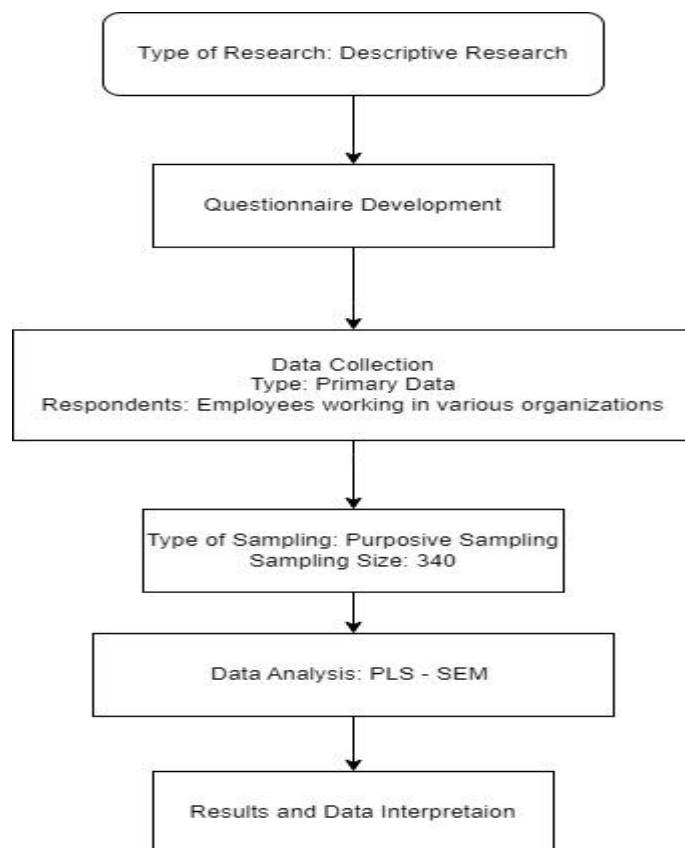 Type of Research: Descriptive Research
Questionnaire Development
Data Collection
Type: Primary Data
Respondents: Employees working in various organizations
Type of Sampling: Purposive Sampling
Sampling Size: 340
Data Analysis: PLS - SEM
Results and Data Interpretaion